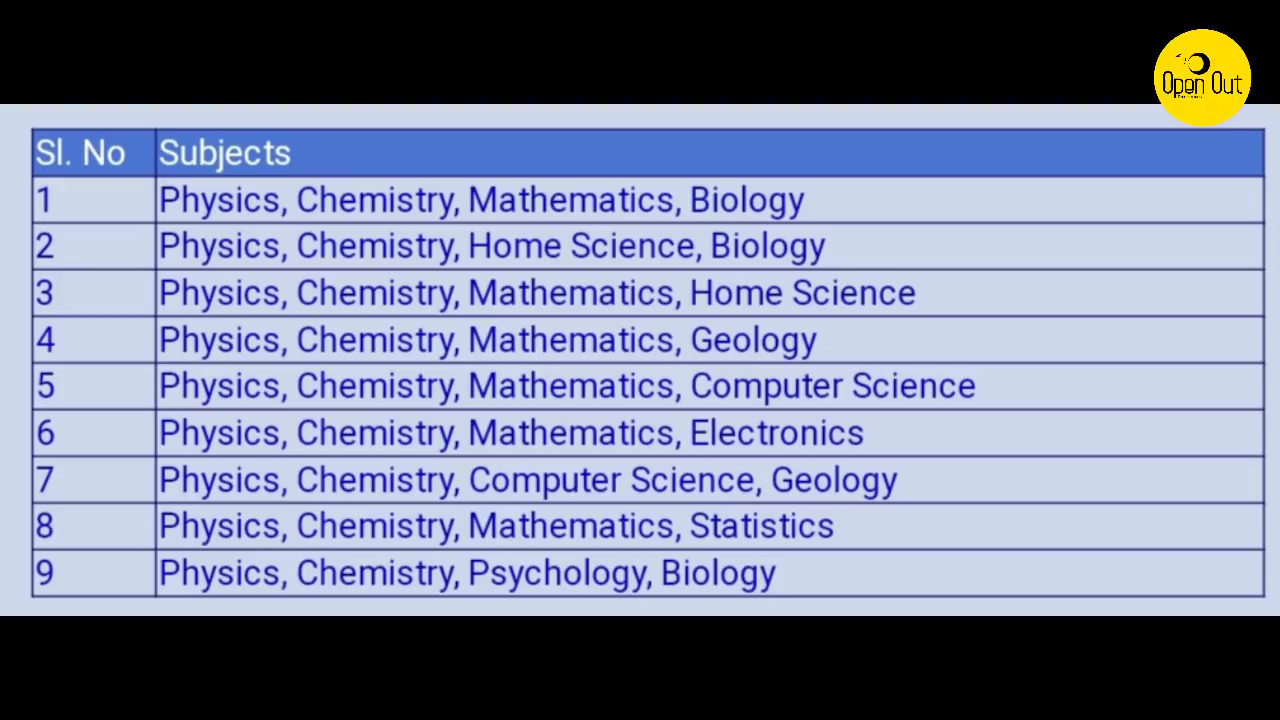 Open Out
Sl. No Subjects
1 Physics, Chemistry, Mathematics, Biology
2 Physics, Chemistry, Home Science, Biology
3 Physics, Chemistry, Mathematics, Home Science
4 Physics, Chemistry, Mathematics, Geology
5 Physics, Chemistry, Mathematics, Computer Science
6 Physics, Chemistry, Mathematics, Electronics
7 Physics, Chemistry, Computer Science, Geology
8 Physics, Chemistry, Mathematics, Statistics
9 Physics, Chemistry, Psychology, Biology